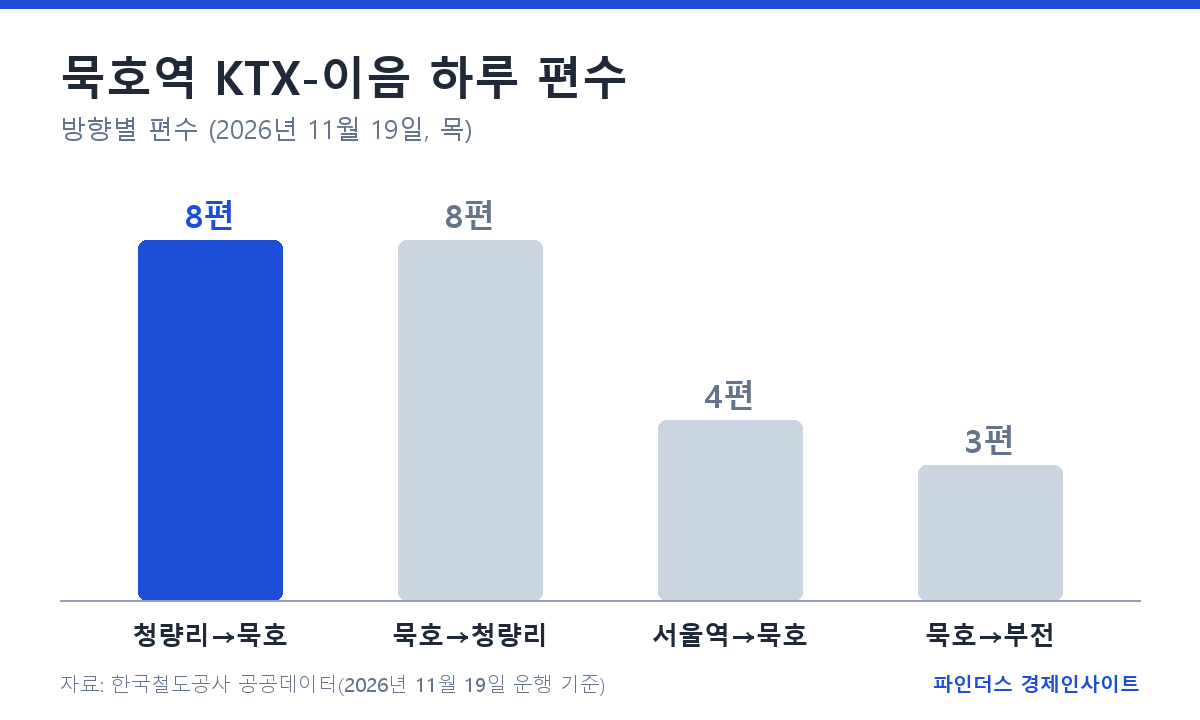 묵호역 KTX-이음 하루 편수
방향별 편수 (2026년 11월 19일, 목)
8편
8편
4편
3편
청량리→묵호
묵호→청량리
서울역→묵호
묵호→부전
자료: 한국철도공사 공공데이터(2026년 11월 19일 운행 기준)
파인더스 경제인사이트